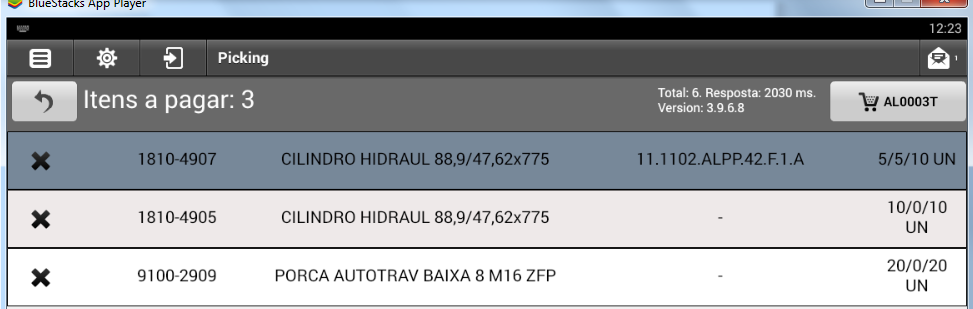 BlueStacks App Player
12:23
Picking
1
Itens a pagar: 3
Total: 6. Resposta: 2030 ms.
Version: 3.9.6.8
AL0003T
1810-4907 CILINDRO HIDRAUL 88,9/47,62x775 11.1102.ALPP.42.F.1.A 5/5/10 UN
1810-4905 CILINDRO HIDRAUL 88,9/47,62x775 - 10/0/10
UN
9100-2909 PORCA AUTOTRAV BAIXA 8 M16 ZFP - 20/0/20
UN